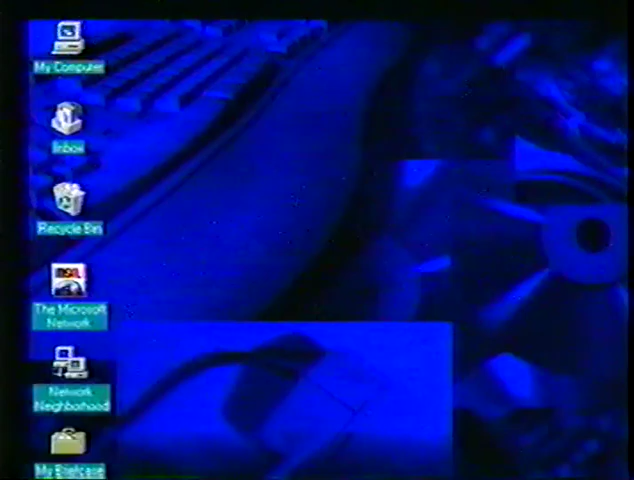 My Computer
Inbox
Recycle Bin
MSN
The Microsoft
Network
Network
Neighborhood
My Briefcase